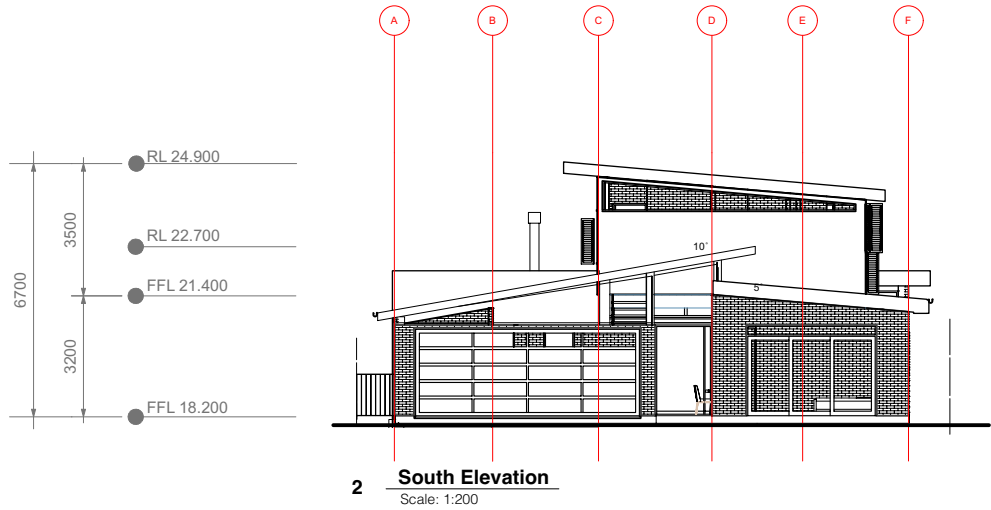 A B C D E F
RL 24.900
3500
RL 22.700
10°
6700
FFL 21.400
5
3200
FFL 18.200
2 South Elevation
Scale: 1:200